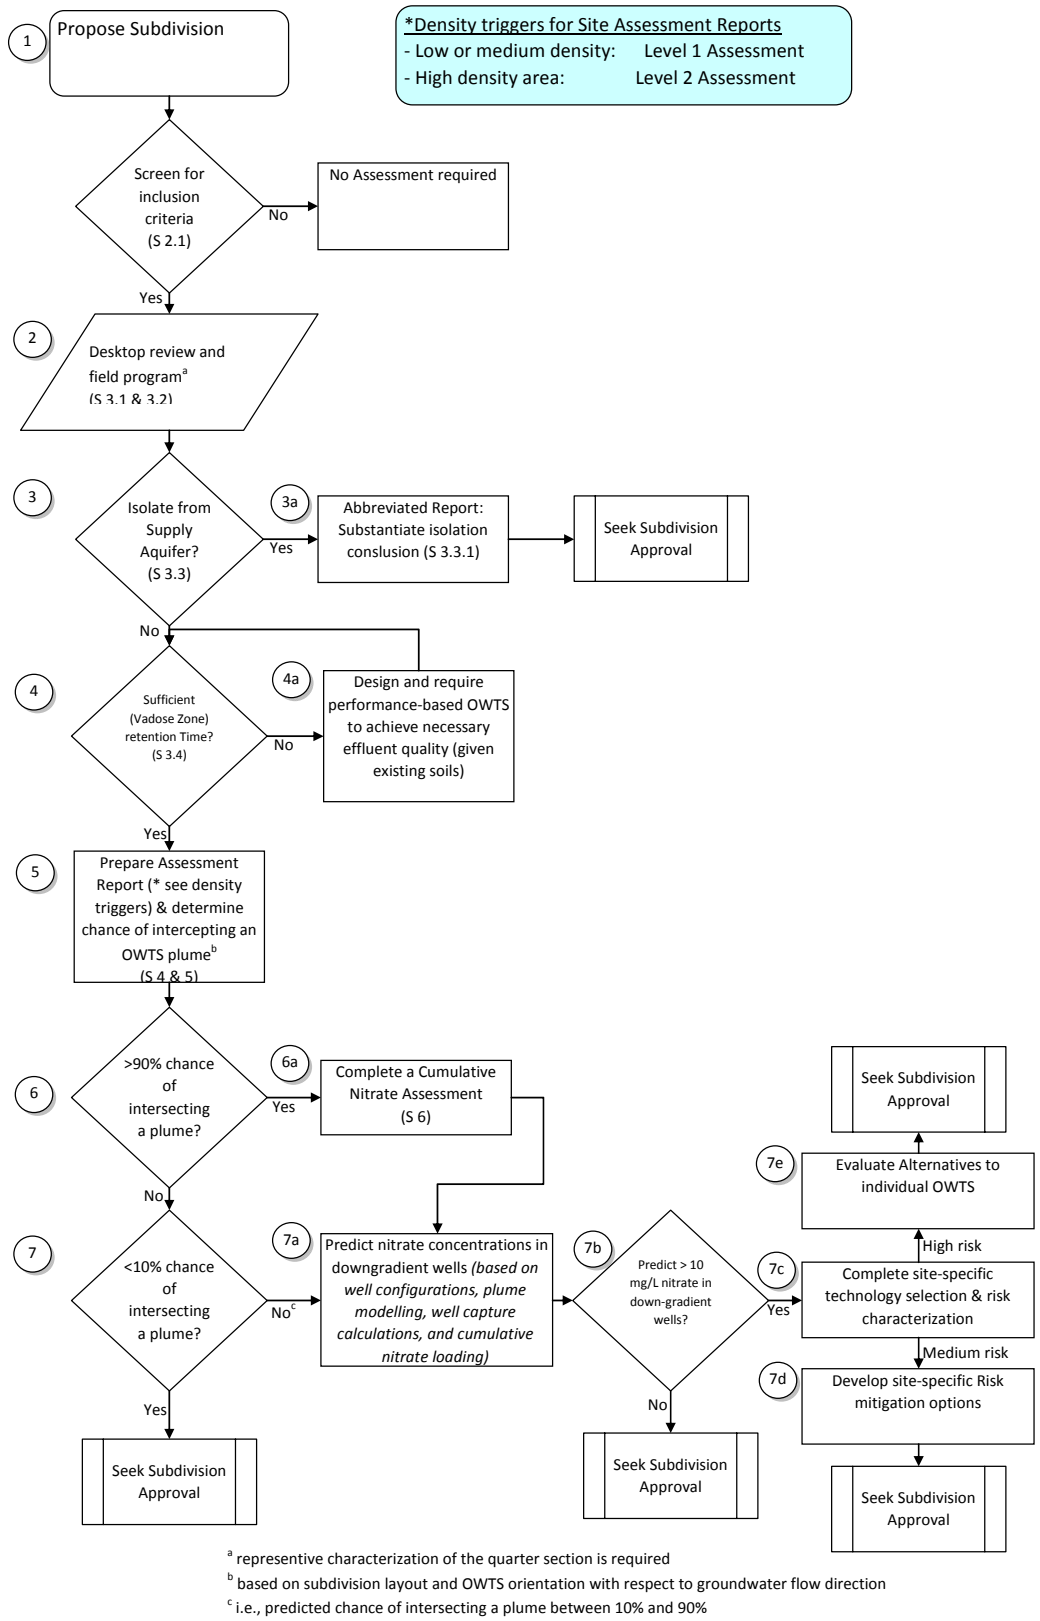 1
Propose Subdivision
*Density triggers for Site Assessment Reports
- Low or medium density: Level 1 Assessment
- High density area: Level 2 Assessment
Screen for
inclusion
criteria
(S 2.1)
No
No Assessment required
Yes
2
Desktop review and
field program^a
(S 3.1 & 3.2)
3
Isolate from
Supply
Aquifer?
(S 3.3)
Yes
3a
Abbreviated Report:
Substantiate isolation
conslusion (S 3.3.1)
Seek Subdivision
Approval
No
4
Sufficient
(Vadose Zone)
retention Time?
(S 3.4)
No
4a
Design and require
performance-based OWTS
to achieve necessary
effluent quality (given
existing soils)
Yes
5
Prepare Assessment
Report (* see density
triggers) & determine
chance of intercepting an
OWTS plume^b
(S 4 & 5)
6
>90% chance
of
intersecting
a plume?
Yes
6a
Complete a Cumulative
Nitrate Assessment
(S 6)
No
7
<10% chance
of
intersecting
a plume?
No^c
7a
Predict nitrate concentrations in
downgradient wells (based on
well configurations, plume
modelling, well capture
calculations, and cumulative
nitrate loading)
7b
Predict > 10
mg/L nitrate in
down-gradient
wells?
Yes
7c
Complete site-specific
technology selection & risk
characterization
High risk
7e
Evaluate Alternatives to
individual OWTS
Seek Subdivision
Approval
Medium risk
7d
Develop site-specific Risk
mitigation options
Seek Subdivision
Approval
No
Seek Subdivision
Approval
Yes
Seek Subdivision
Approval
^a representive characterization of the quarter section is required
^b based on subdivision layout and OWTS orientation with respect to groundwater flow direction
^c i.e., predicted chance of intersecting a plume between 10% and 90%